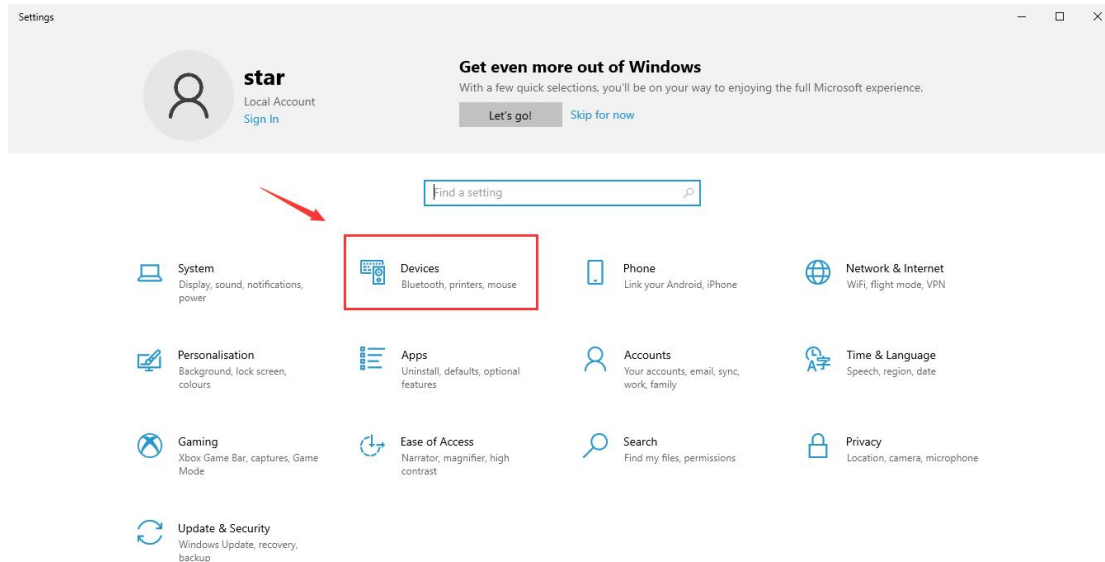 Settings
star
Local Account
Sign In
Get even more out of Windows
With a few quick selections, you'll be on your way to enjoying the full Microsoft experience.
Let's go!
Skip for now
Find a setting
System
Display, sound, notifications,
power
Devices
Bluetooth, printers, mouse
Phone
Link your Android, iPhone
Network & Internet
WiFi, flight mode, VPN
Personalisation
Background, lock screen,
colours
Apps
Uninstall, defaults, optional
features
Accounts
Your accounts, email, sync,
work, family
Time & Language
Speech, region, date
Gaming
Xbox Game Bar, captures, Game
Mode
Ease of Access
Narrator, magnifier, high
contrast
Search
Find my files, permissions
Privacy
Location, camera, microphone
Update & Security
Windows Update, recovery,
backup